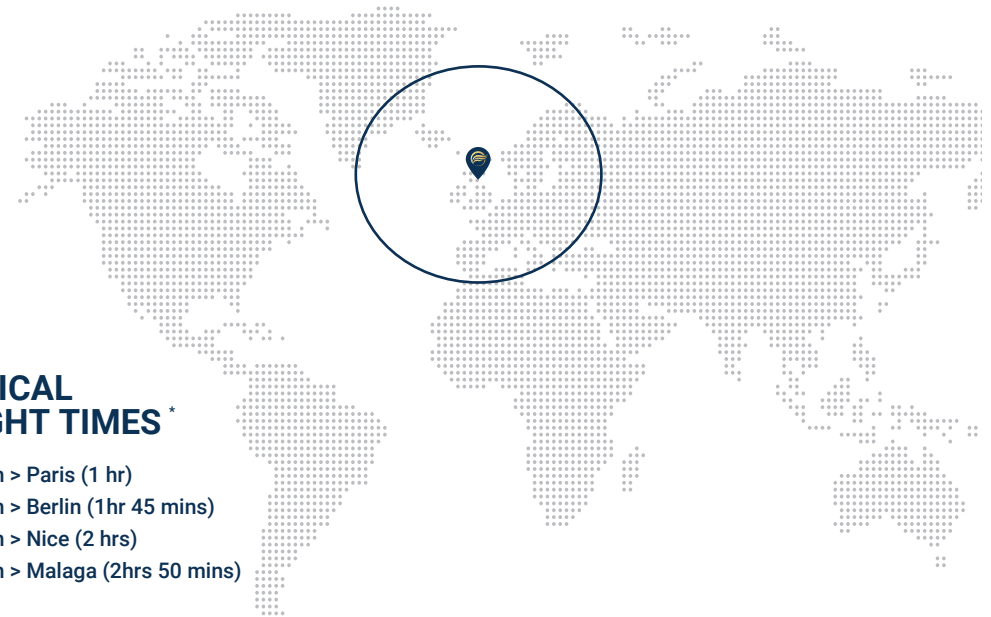 ICAL
GHT TIMES *
> Paris (1 hr)
> Berlin (1hr 45 mins)
> Nice (2 hrs)
> Malaga (2hrs 50 mins)